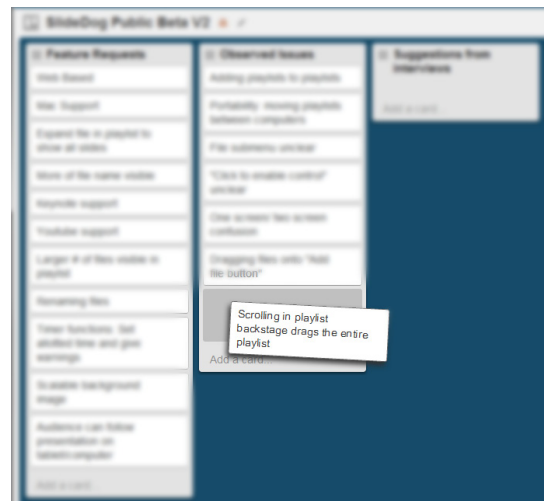 SlideDog Public Beta V2
Feature Requests
Web Based
Mac Support
Expand file in playlist to
show all slides
More of file name visible
Keynote support
Youtube support
Larger # of files visible in
playlist
Renaming files
Timer functions: Set
allotted time and give
warnings
Scalable background
image
Audience can follow
presentation on
tablet/computer
Add a card...
Observed Issues
Adding playlists to playlists
Portability: moving playlists
between computers
File submenu unclear
"Click to enable control"
unclear
One screen/ two screen
confusion
Dragging files onto "Add
file button"
Scrolling in playlist
backstage drags the entire
playlist
Add a card...
Suggestions from
Interviews
Add a card...